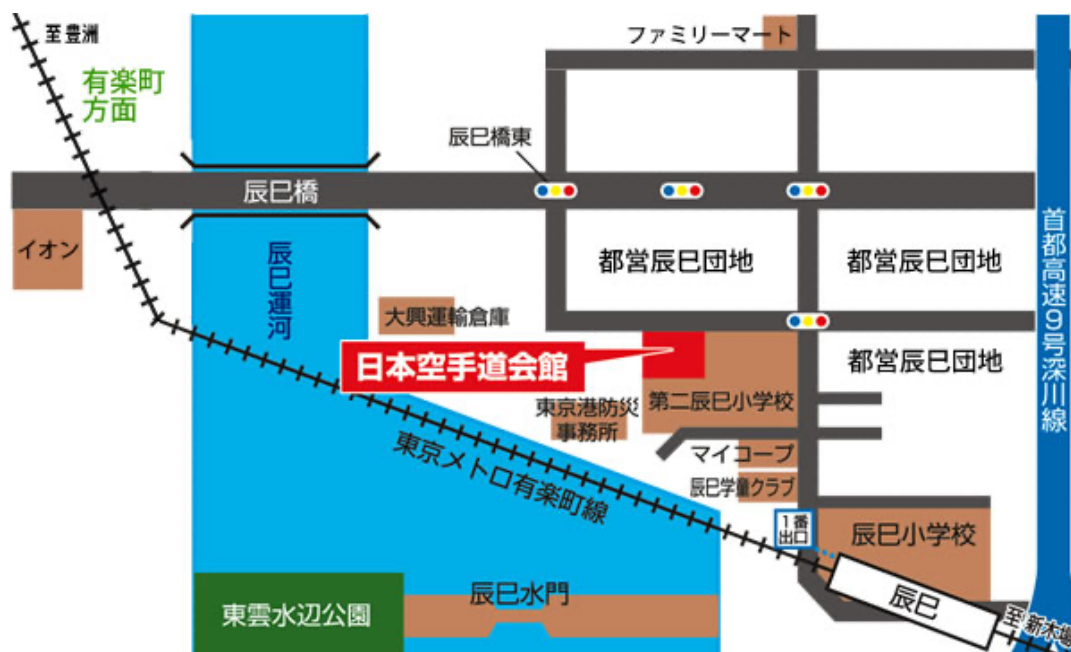 至豊洲
ファミリーマート
有楽町
方面
辰巳橋東
辰巳橋
イオン
辰巳運河
都営辰巳団地
都営辰巳団地
首都高速9号深川線
大興運輸倉庫
日本空手道会館
都営辰巳団地
東京港防災
事務所
第二辰巳小学校
東京メトロ有楽町線
マイコープ
辰巳学童クラブ
1番
出口
辰巳小学校
辰巳水門
東雲水辺公園
辰巳
至新木場